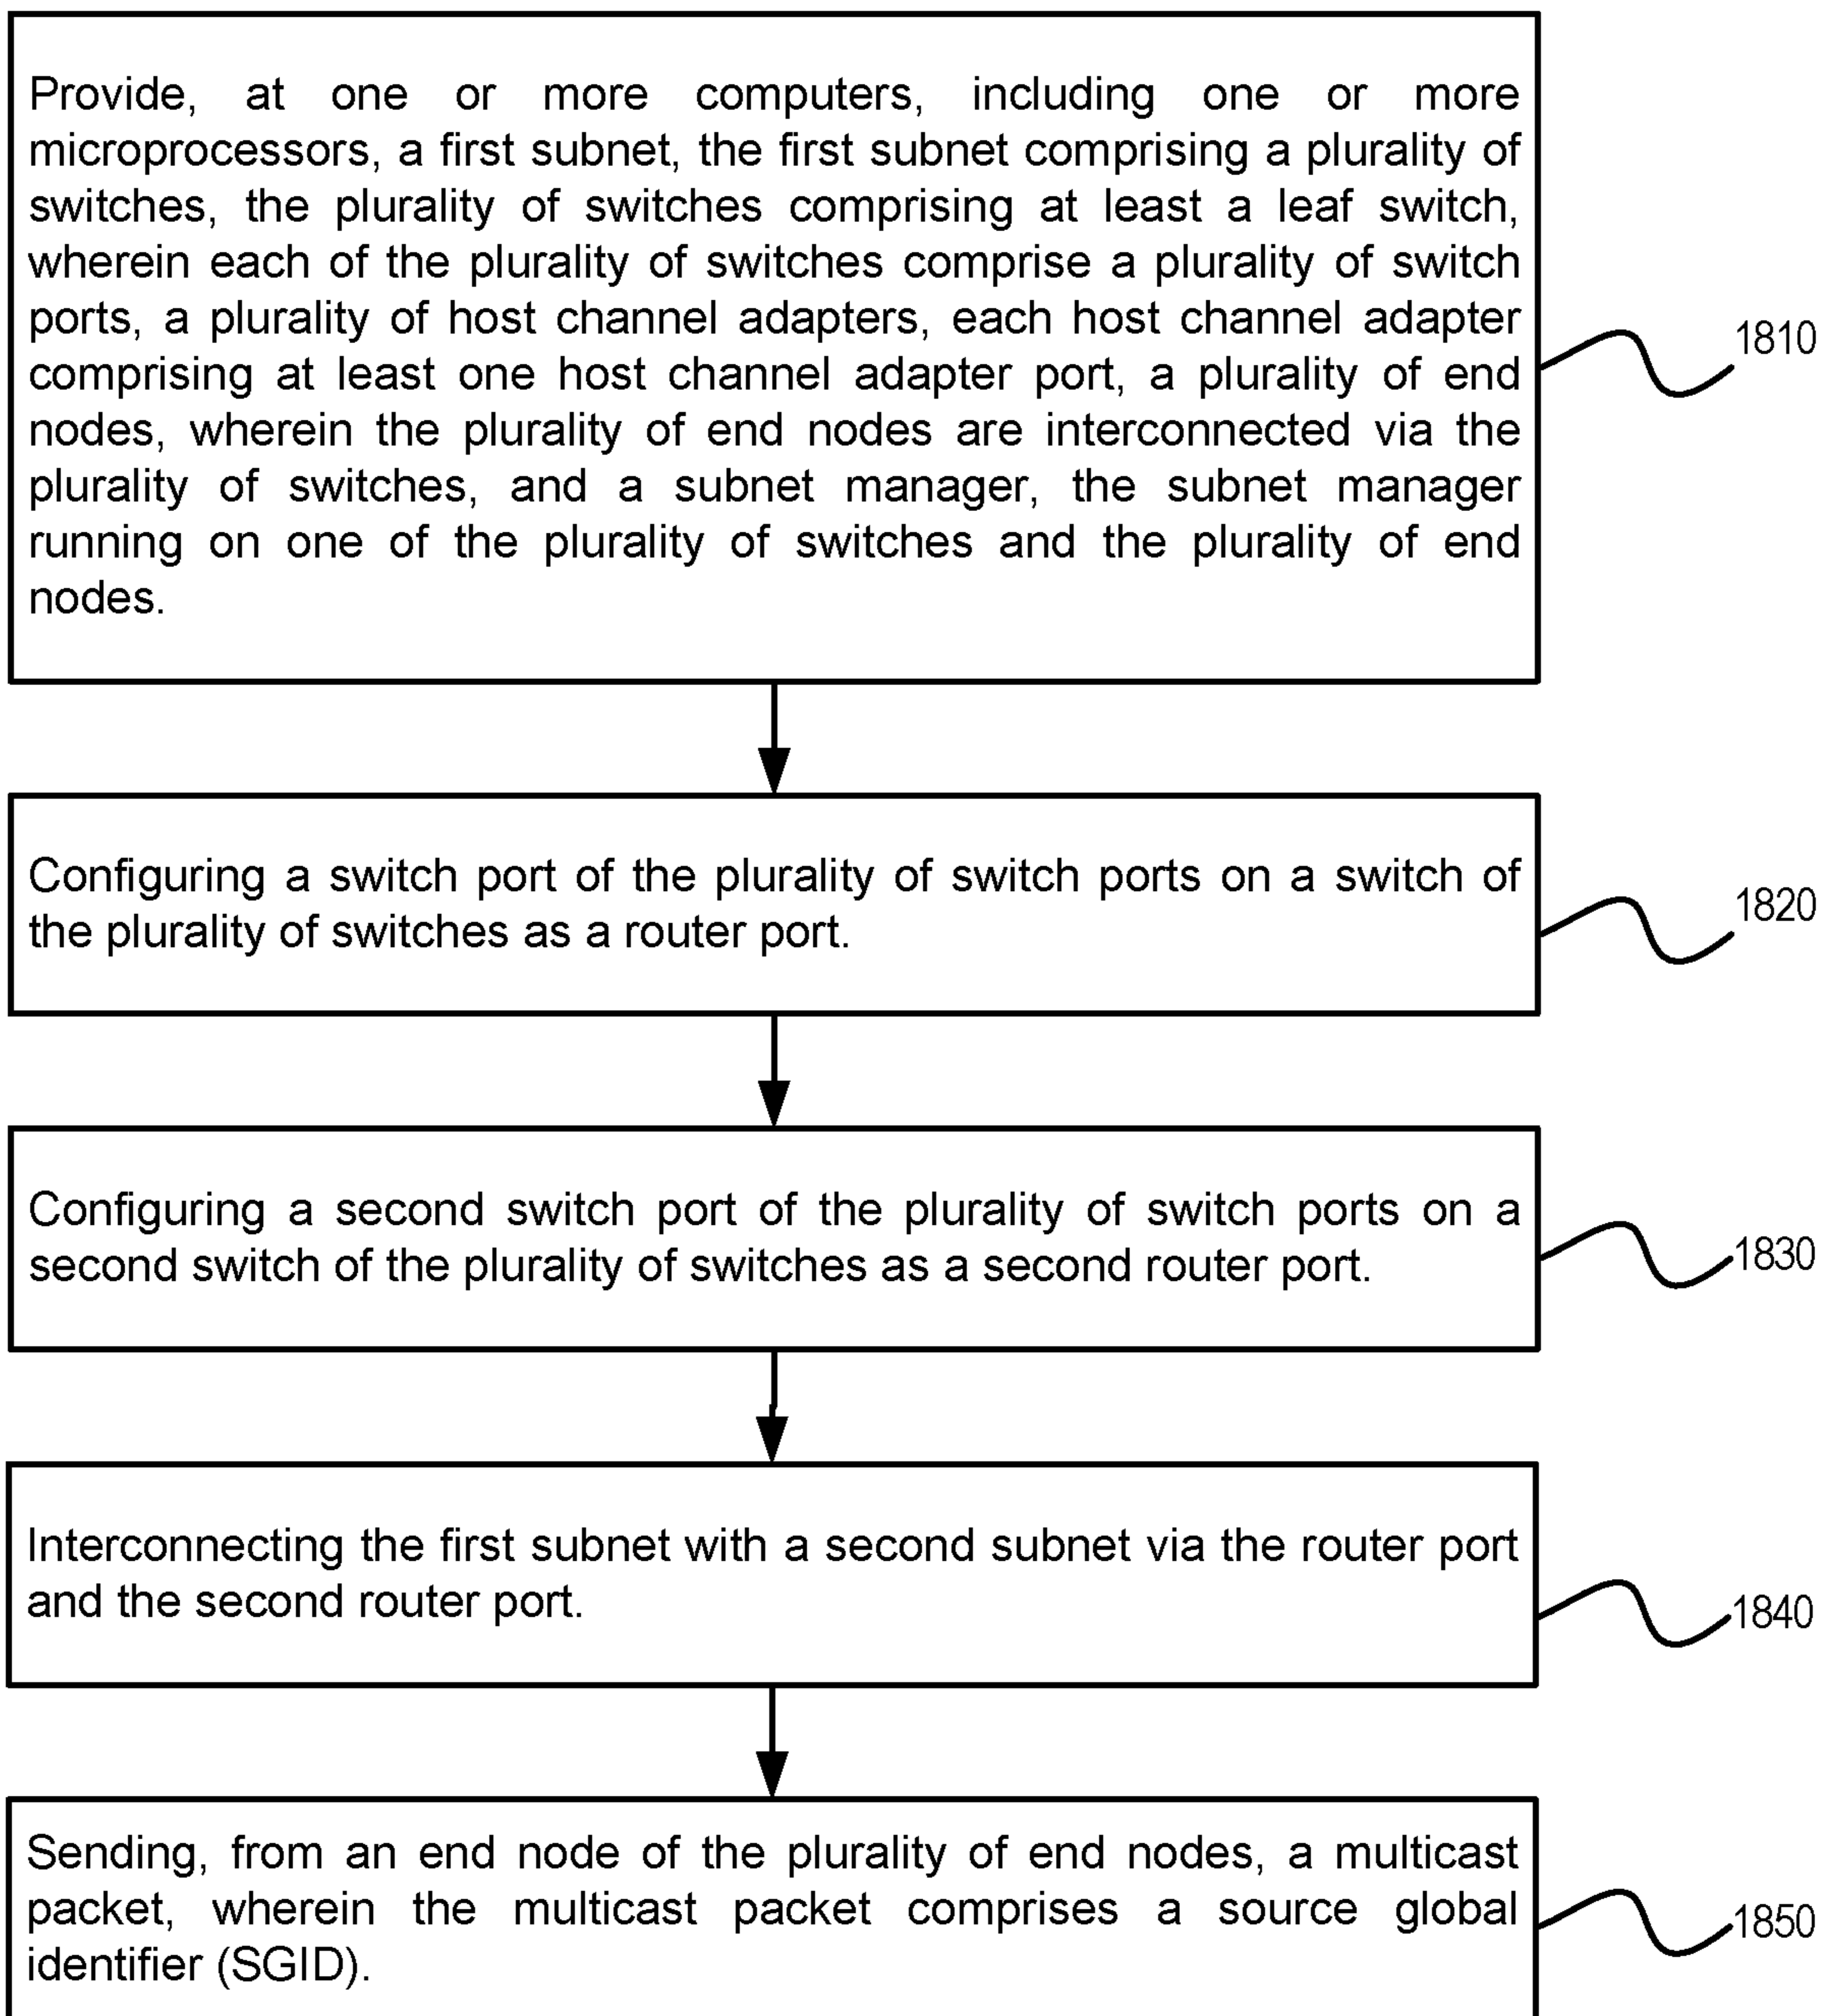 Provide, at one or more computers, including one or more
microprocessors, a first subnet, the first subnet comprising a plurality of
switches, the plurality of switches comprising at least a leaf switch,
wherein each of the plurality of switches comprise a plurality of switch
ports, a plurality of host channel adapters, each host channel adapter
comprising at least one host channel adapter port, a plurality of end
nodes, wherein the plurality of end nodes are interconnected via the
plurality of switches, and a subnet manager, the subnet manager
running on one of the plurality of switches and the plurality of end
nodes.
1810
Configuring a switch port of the plurality of switch ports on a switch of
the plurality of switches as a router port.
1820
Configuring a second switch port of the plurality of switch ports on a
second switch of the plurality of switches as a second router port.
1830
Interconnecting the first subnet with a second subnet via the router port
and the second router port.
1840
Sending, from an end node of the plurality of end nodes, a multicast
packet, wherein the multicast packet comprises a source global
identifier (SGID).
1850